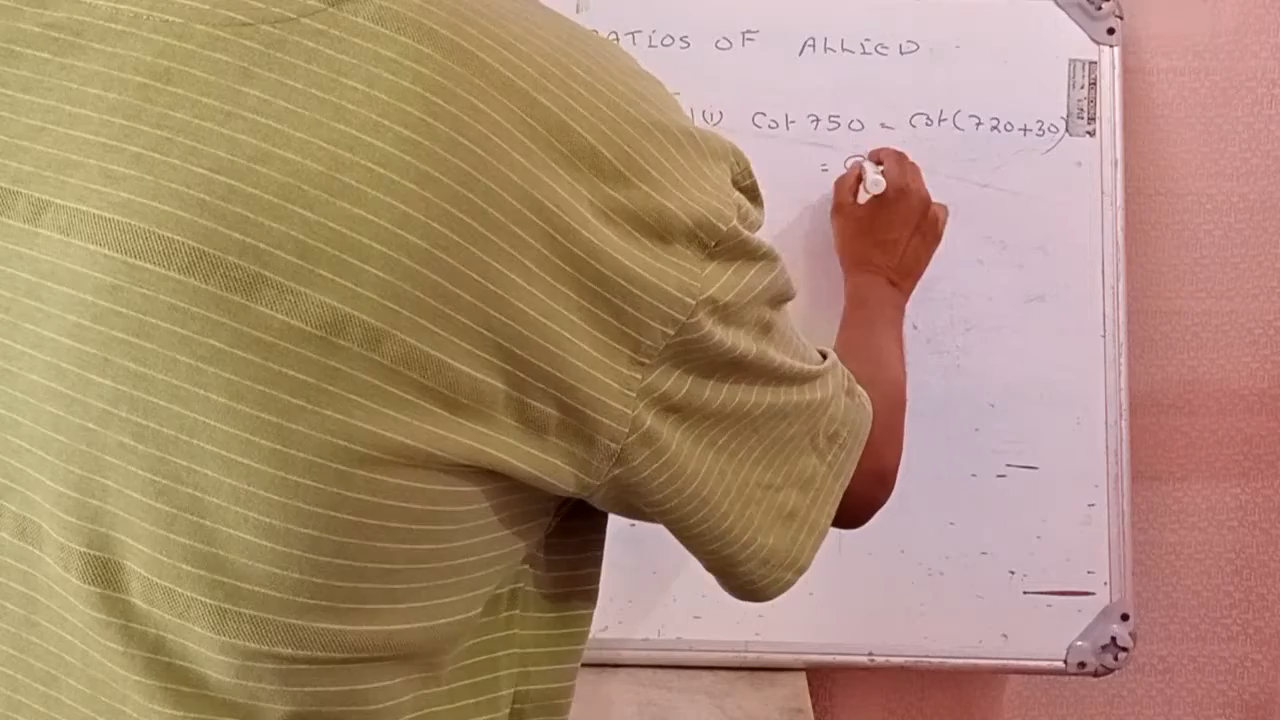 RATIOS OF ALLIED
(i) Cot 750 = Cot(720+30)
=